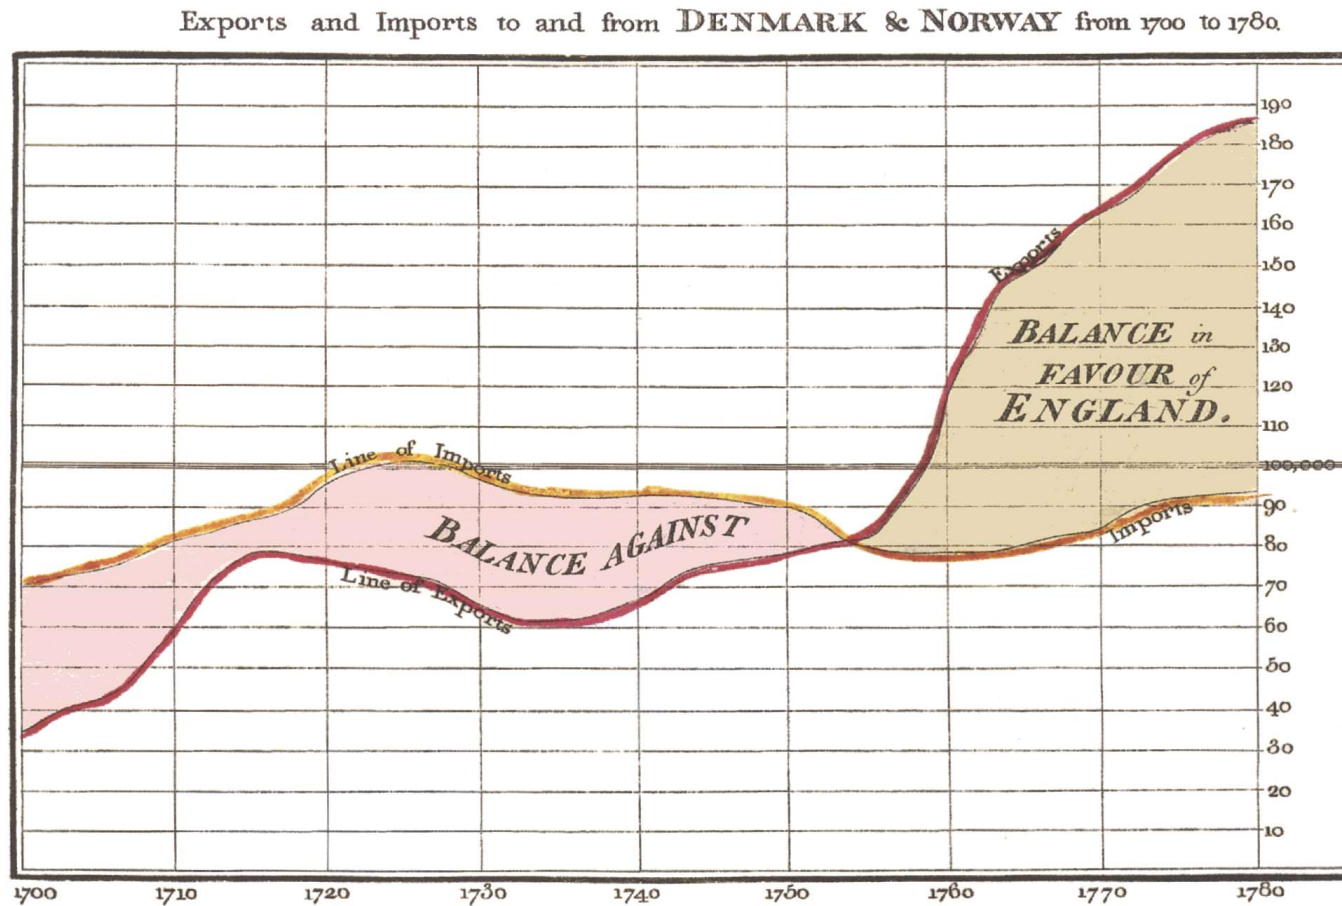 Exports and Imports to and from DENMARK & NORWAY from 1700 to 1780.
190
180
170
160
150
140
130
120
110
100,000
90
80
70
60
50
40
30
20
10
Exports
BALANCE in
FAVOUR of
ENGLAND.
Line of Imports
BALANCE AGAINST
Imports
Line of Exports
1700 1710 1720 1730 1740 1750 1760 1770 1780